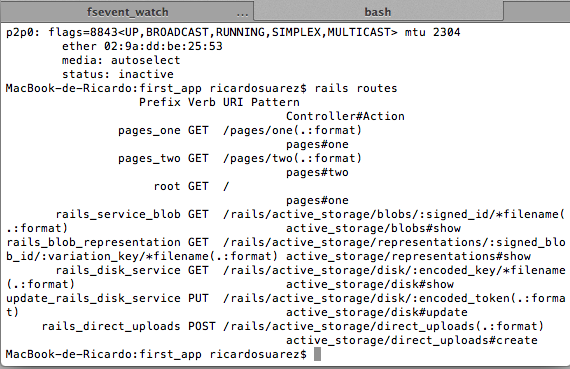 fsevent_watch ... bash
p2p0: flags=8843<UP,BROADCAST,RUNNING,SIMPLEX,MULTICAST> mtu 2304
ether 02:9a:dd:be:25:53
media: autoselect
status: inactive
MacBook-de-Ricardo:first_app ricardosuarez$ rails routes
Prefix Verb URI Pattern
Controller#Action
pages_one GET /pages/one(.:format)
pages#one
pages_two GET /pages/two(.:format)
pages#two
root GET /
pages#one
rails_service_blob GET /rails/active_storage/blobs/:signed_id/*filename(
.:format) active_storage/blobs#show
rails_blob_representation GET /rails/active_storage/representations/:signed_blo
b_id/:variation_key/*filename(.:format) active_storage/representations#show
rails_disk_service GET /rails/active_storage/disk/:encoded_key/*filename
(.:format) active_storage/disk#show
update_rails_disk_service PUT /rails/active_storage/disk/:encoded_token(.:forma
t) active_storage/disk#update
rails_direct_uploads POST /rails/active_storage/direct_uploads(.:format)
active_storage/direct_uploads#create
MacBook-de-Ricardo:first_app ricardosuarez$